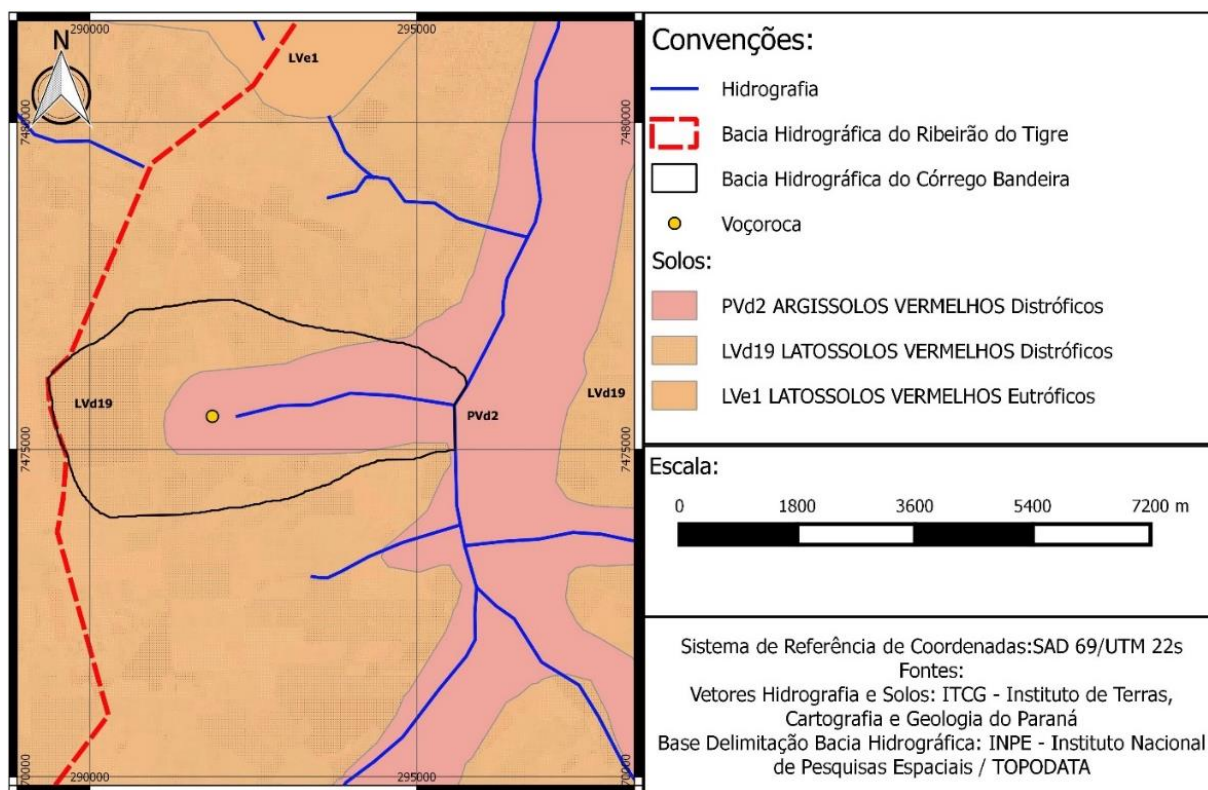 290000
295000
N
LVe1
7480000
7480000
LVd19
PVd2
LVd19
7475000
7475000
70000
70000
290000
295000
Convenções:
Hidrografia
Bacia Hidrográfica do Ribeirão do Tigre
Bacia Hidrográfica do Córrego Bandeira
Voçoroca
Solos:
PVd2 ARGISSOLOS VERMELHOS Distróficos
LVd19 LATOSSOLOS VERMELHOS Distróficos
LVe1 LATOSSOLOS VERMELHOS Eutróficos
Escala:
0 1800 3600 5400 7200 m
Sistema de Referência de Coordenadas:SAD 69/UTM 22s
Fontes:
Vetores Hidrografia e Solos: ITCG - Instituto de Terras,
Cartografia e Geologia do Paraná
Base Delimitação Bacia Hidrográfica: INPE - Instituto Nacional
de Pesquisas Espaciais / TOPODATA